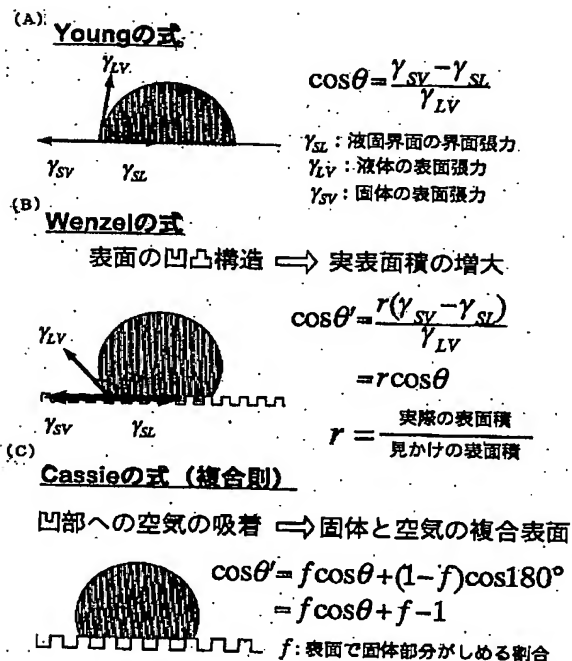 (A)
Youngの式
γLV
cosθ = (γSV − γSL) / γLV
γSL：液固界面の界面張力
γLV：液体の表面張力
γSV：固体の表面張力
γSV γSL
(B)
Wenzelの式
表面の凹凸構造 ⇒ 実表面積の増大
γLV
cosθ' = r(γSV − γSL) / γLV
= r cosθ
γSV γSL
r = 実際の表面積 / 見かけの表面積
(C)
Cassieの式（複合則）
凹部への空気の吸着 ⇒ 固体と空気の複合表面
cosθ' = f cosθ + (1−f) cos180°
= f cosθ + f − 1
f：表面で固体部分がしめる割合